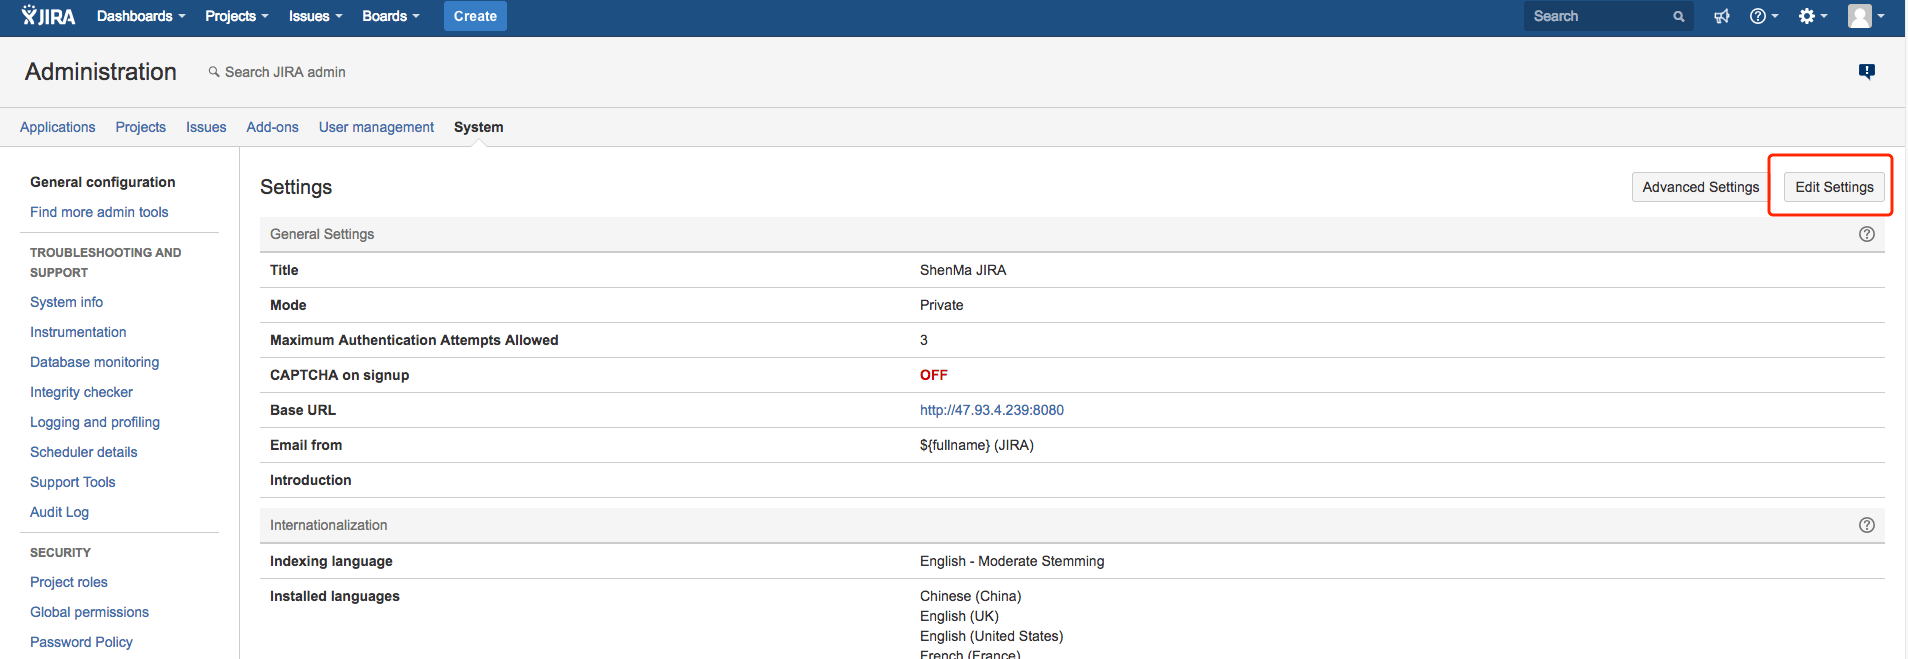 JIRA Dashboards Projects Issues Boards Create Search
Administration Search JIRA admin
Applications Projects Issues Add-ons User management System
General configuration
Find more admin tools
TROUBLESHOOTING AND
SUPPORT
System info
Instrumentation
Database monitoring
Integrity checker
Logging and profiling
Scheduler details
Support Tools
Audit Log
SECURITY
Project roles
Global permissions
Password Policy
Settings Advanced Settings Edit Settings
General Settings
Title ShenMa JIRA
Mode Private
Maximum Authentication Attempts Allowed 3
CAPTCHA on signup OFF
Base URL http://47.93.4.239:8080
Email from ${fullname} (JIRA)
Introduction
Internationalization
Indexing language English - Moderate Stemming
Installed languages Chinese (China)
English (UK)
English (United States)
French (France)